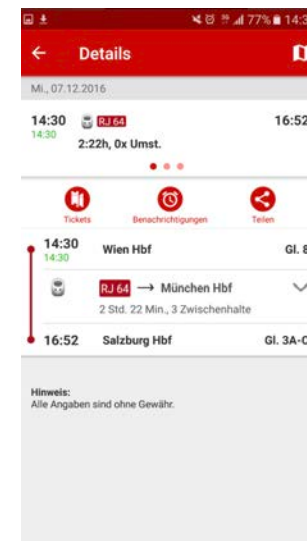 77% 14:3
Details
Mi., 07.12.2016
14:30 RJ 64 16:52
14:30
2:22h, 0x Umst.
Tickets Benachrichtigungen Teilen
14:30 Wien Hbf Gl. 8
14:30
RJ 64 → München Hbf
2 Std. 22 Min., 3 Zwischenhalte
16:52 Salzburg Hbf Gl. 3A-C
Hinweis:
Alle Angaben sind ohne Gewähr.